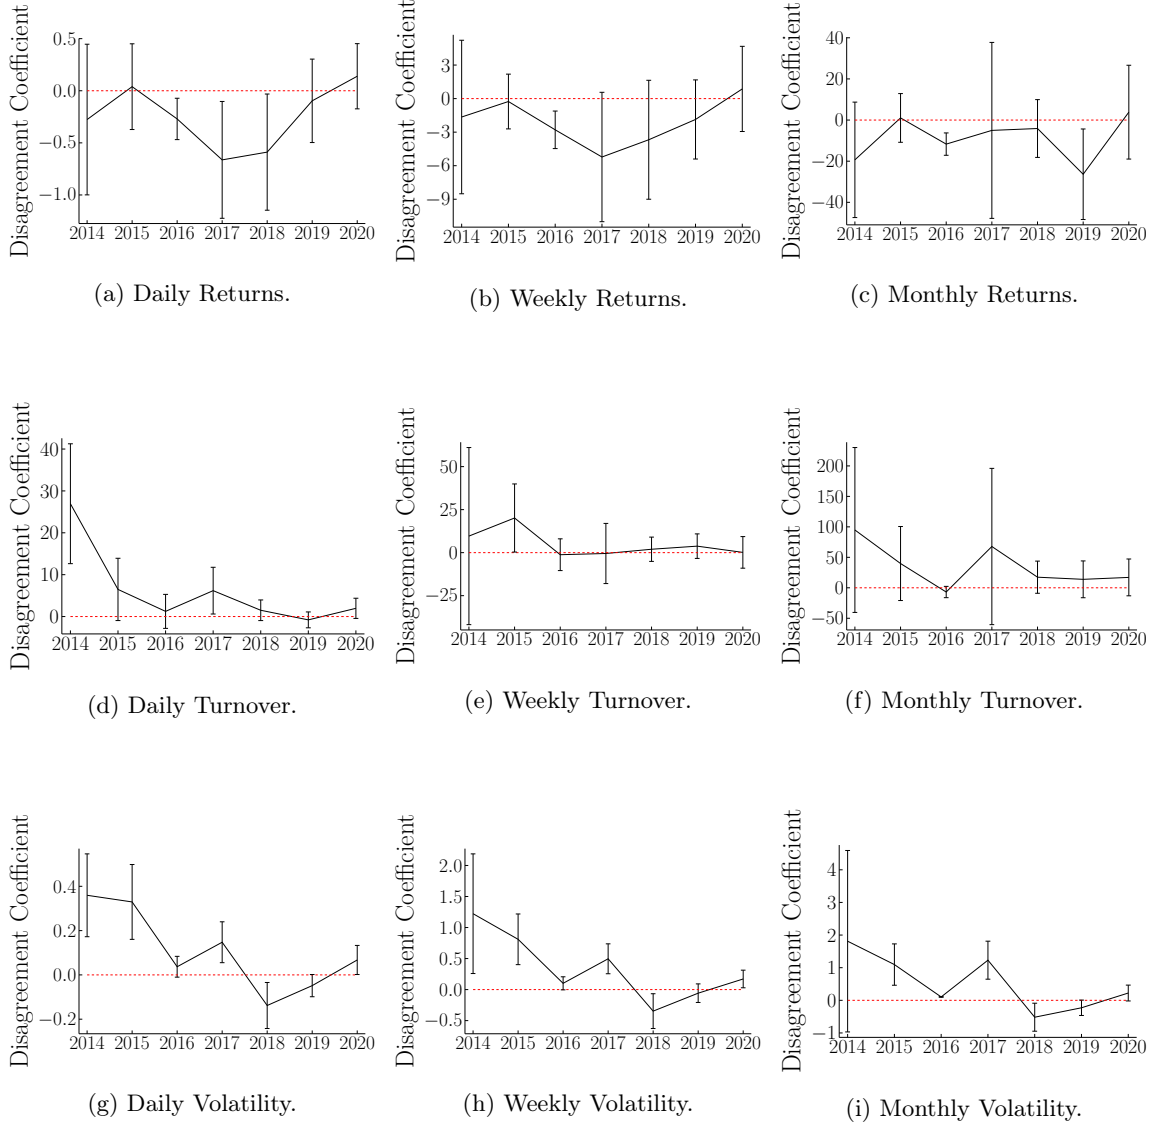 Disagreement Coefficient
0.5
0.0
−0.5
−1.0
2014 2015 2016 2017 2018 2019 2020
(a) Daily Returns.
Disagreement Coefficient
3
0
−3
−6
−9
2014 2015 2016 2017 2018 2019 2020
(b) Weekly Returns.
Disagreement Coefficient
40
20
0
−20
−40
2014 2015 2016 2017 2018 2019 2020
(c) Monthly Returns.
Disagreement Coefficient
40
30
20
10
0
2014 2015 2016 2017 2018 2019 2020
(d) Daily Turnover.
Disagreement Coefficient
50
25
0
−25
2014 2015 2016 2017 2018 2019 2020
(e) Weekly Turnover.
Disagreement Coefficient
200
150
100
50
0
−50
2014 2015 2016 2017 2018 2019 2020
(f) Monthly Turnover.
Disagreement Coefficient
0.4
0.2
0.0
−0.2
2014 2015 2016 2017 2018 2019 2020
(g) Daily Volatility.
Disagreement Coefficient
2.0
1.5
1.0
0.5
0.0
−0.5
2014 2015 2016 2017 2018 2019 2020
(h) Weekly Volatility.
Disagreement Coefficient
4
3
2
1
0
−1
2014 2015 2016 2017 2018 2019 2020
(i) Monthly Volatility.